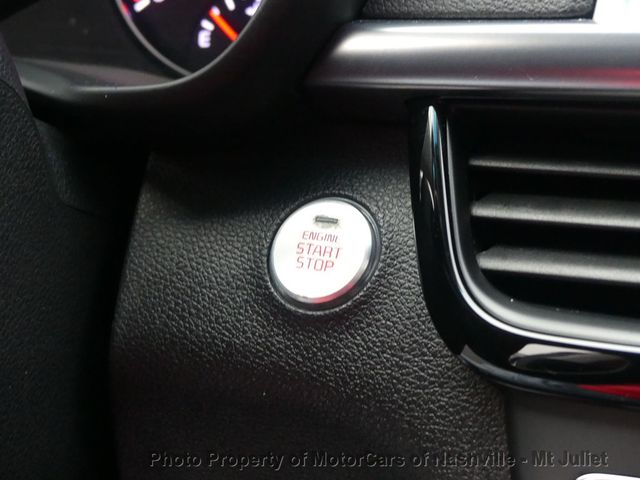 E
ENGINE
START
STOP
Photo Property of MotorCars of Nashville - Mt Juliet